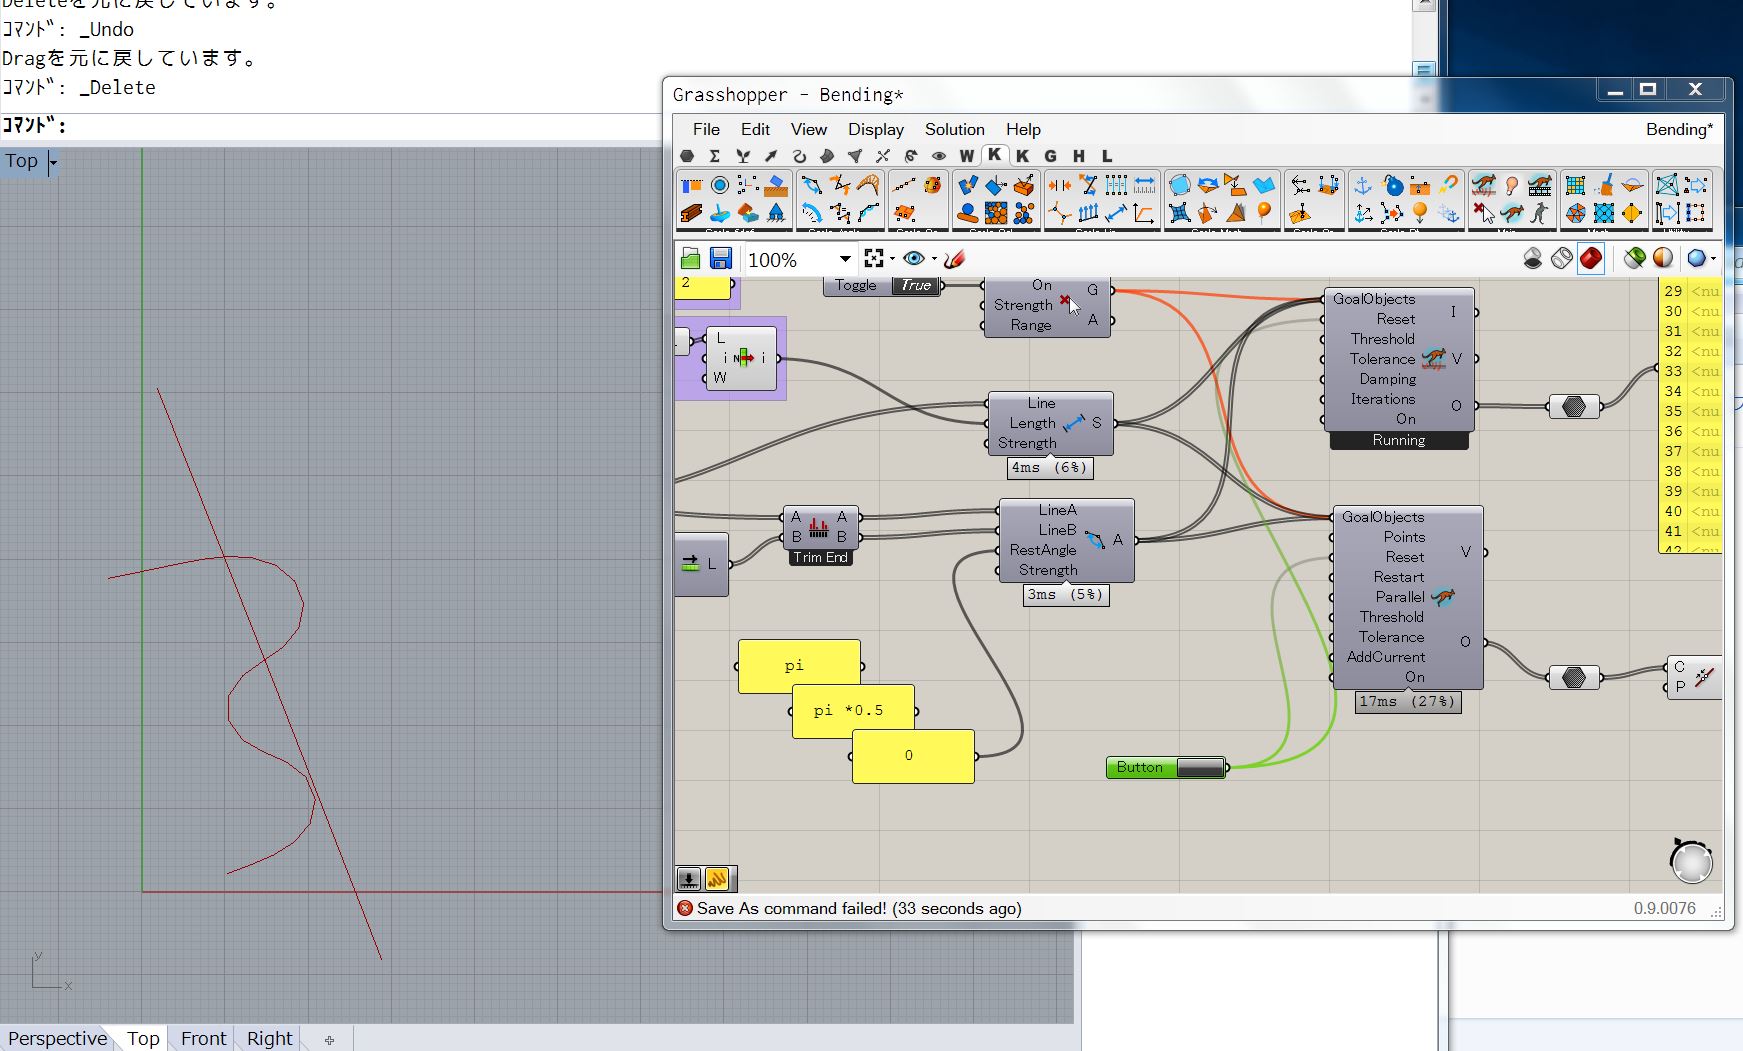 Deleteを元に戻しています。
ｺﾏﾝﾄﾞ: _Undo
Dragを元に戻しています。
ｺﾏﾝﾄﾞ: _Delete
ｺﾏﾝﾄﾞ:
Top
Grasshopper - Bending*
File Edit View Display Solution Help Bending*
W K K G H L
100%
2
Toggle True
On
Strength
Range
G
A
L
i
W
N
i
Line
Length
Strength
S
4ms (6%)
A
B
A
B
Trim End
L
LineA
LineB
RestAngle
Strength
A
3ms (5%)
pi
pi *0.5
0
Button
GoalObjects
Reset
Threshold
Tolerance
Damping
Iterations
On
I
V
O
Running
GoalObjects
Points
Reset
Restart
Parallel
Threshold
Tolerance
AddCurrent
On
V
O
17ms (27%)
C
P
29 <nu
30 <nu
31 <nu
32 <nu
33 <nu
34 <nu
35 <nu
36 <nu
37 <nu
38 <nu
39 <nu
40 <nu
41 <nu
42 <nu
Save As command failed! (33 seconds ago)
0.9.0076
y
x
Perspective Top Front Right